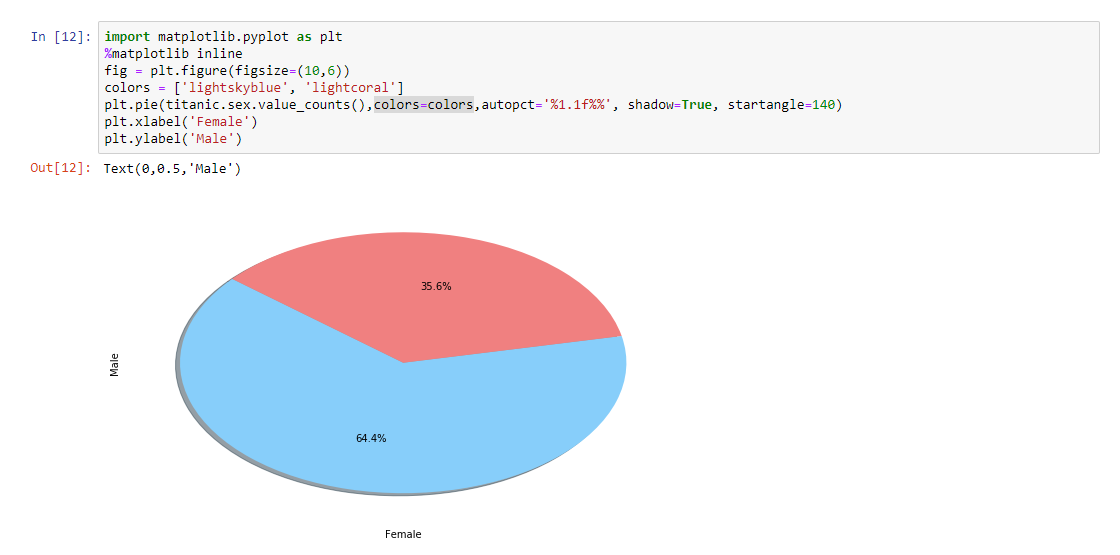 In [12]: import matplotlib.pyplot as plt
%matplotlib inline
fig = plt.figure(figsize=(10,6))
colors = ['lightskyblue', 'lightcoral']
plt.pie(titanic.sex.value_counts(),colors=colors,autopct='%1.1f%%', shadow=True, startangle=140)
plt.xlabel('Female')
plt.ylabel('Male')
Out[12]: Text(0,0.5,'Male')
35.6%
Male
64.4%
Female